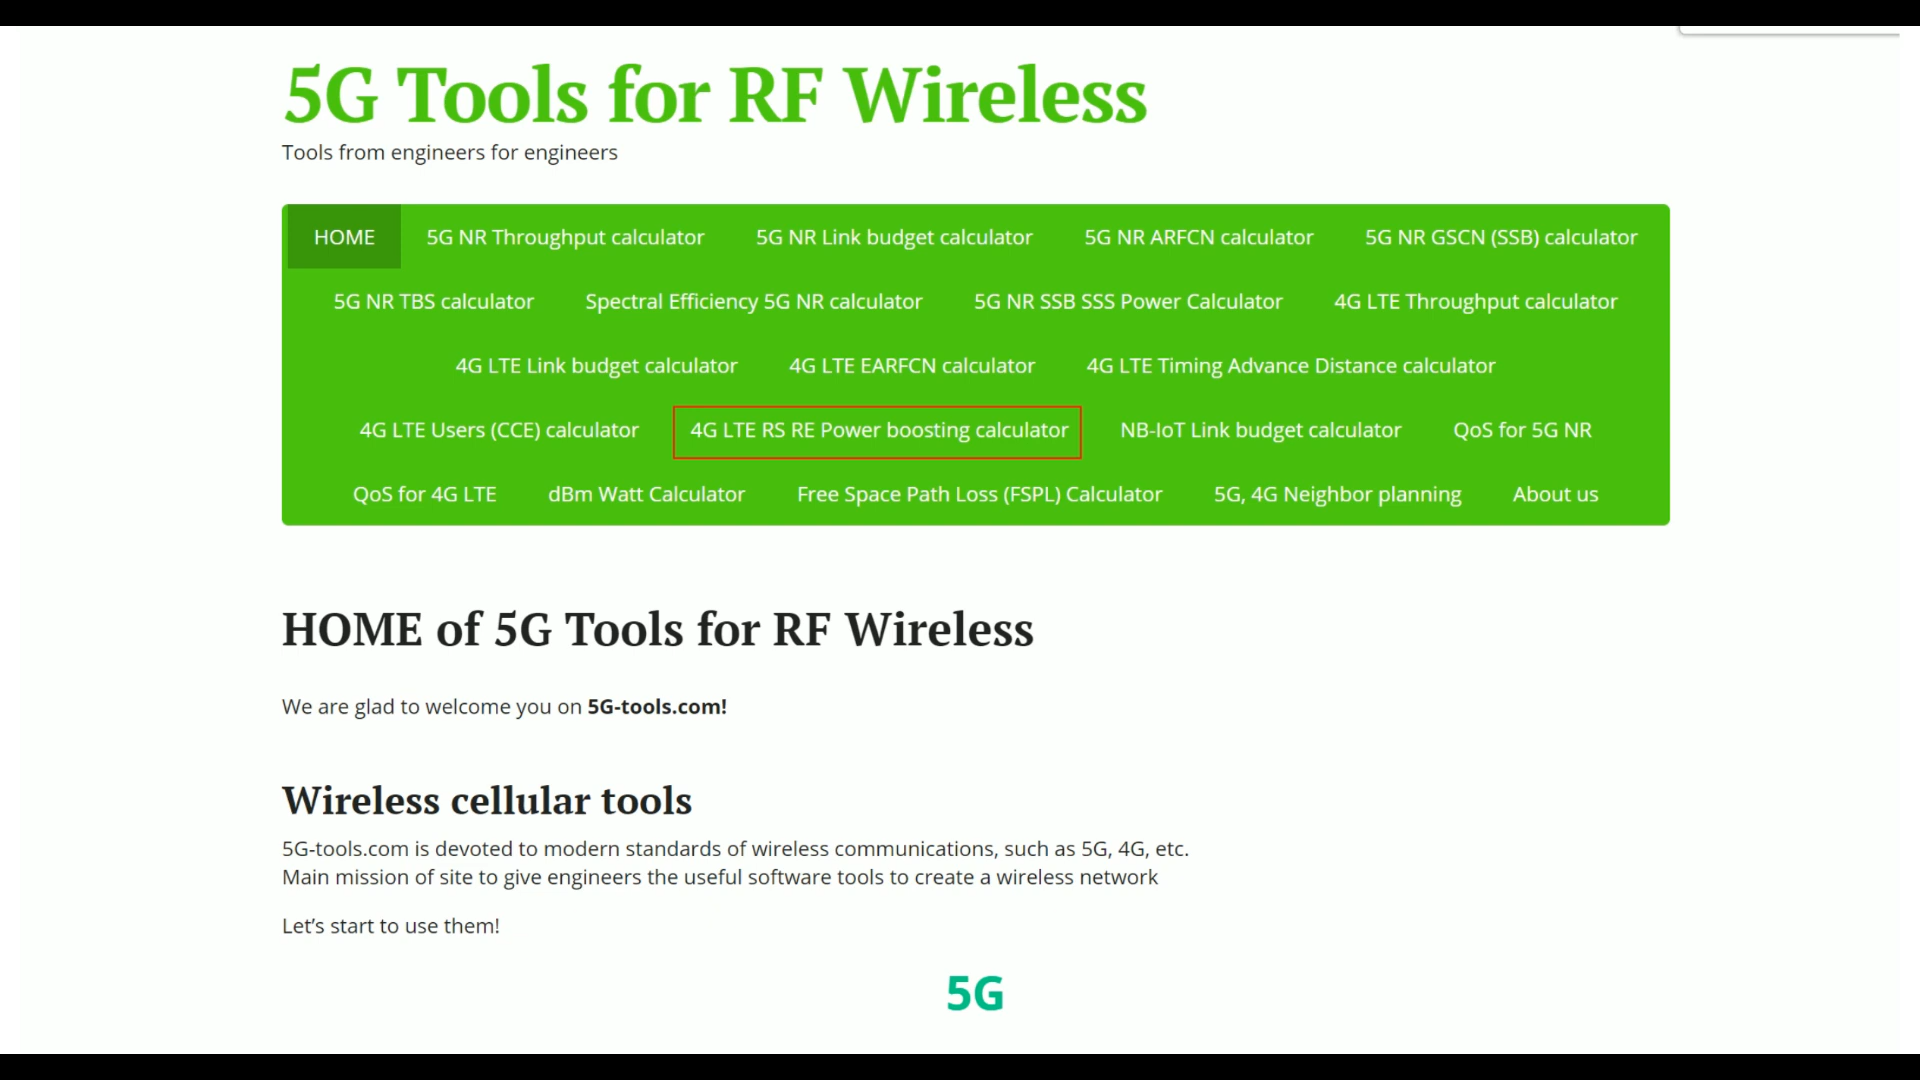 5G Tools for RF Wireless
Tools from engineers for engineers
HOME 5G NR Throughput calculator 5G NR Link budget calculator 5G NR ARFCN calculator 5G NR GSCN (SSB) calculator
5G NR TBS calculator Spectral Efficiency 5G NR calculator 5G NR SSB SSS Power Calculator 4G LTE Throughput calculator
4G LTE Link budget calculator 4G LTE EARFCN calculator 4G LTE Timing Advance Distance calculator
4G LTE Users (CCE) calculator 4G LTE RS RE Power boosting calculator NB-IoT Link budget calculator QoS for 5G NR
QoS for 4G LTE dBm Watt Calculator Free Space Path Loss (FSPL) Calculator 5G, 4G Neighbor planning About us
HOME of 5G Tools for RF Wireless
We are glad to welcome you on 5G-tools.com!
Wireless cellular tools
5G-tools.com is devoted to modern standards of wireless communications, such as 5G, 4G, etc.
Main mission of site to give engineers the useful software tools to create a wireless network
Let’s start to use them!
5G